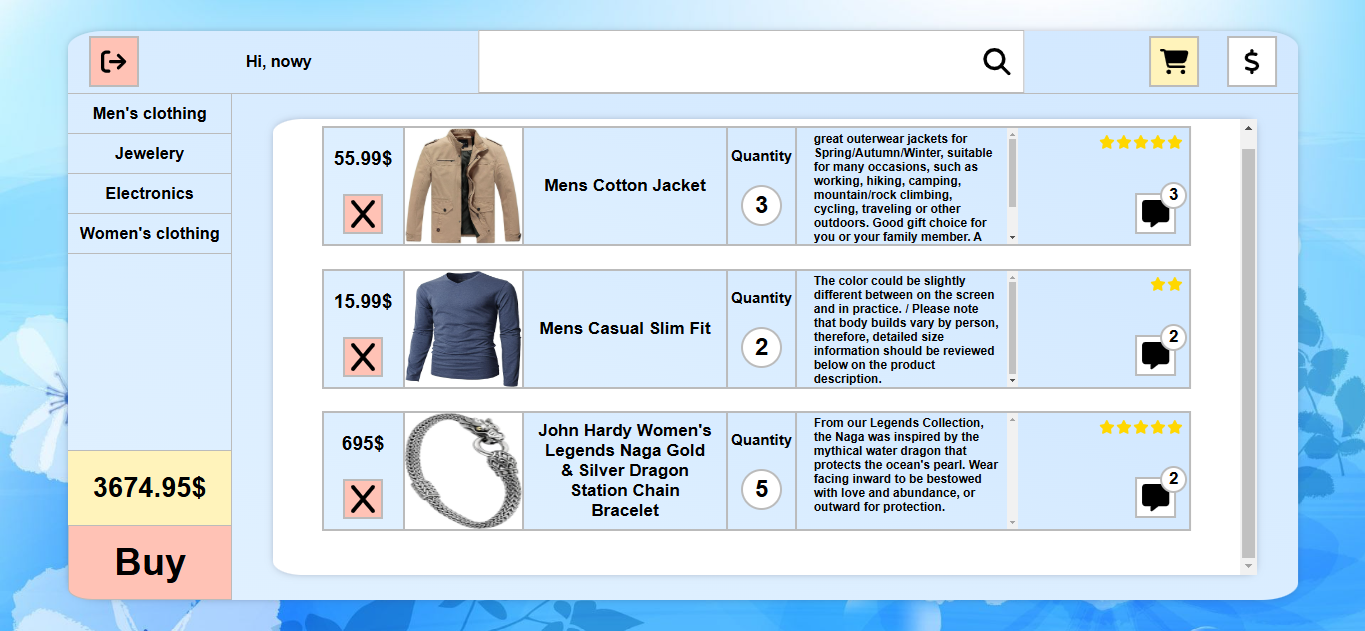 Hi, nowy
$
Men's clothing
Jewelery
Electronics
Women's clothing
3674.95$
Buy
55.99$
X
Mens Cotton Jacket
Quantity
3
great outerwear jackets for
Spring/Autumn/Winter, suitable
for many occasions, such as
working, hiking, camping,
mountain/rock climbing,
cycling, traveling or other
outdoors. Good gift choice for
you or your family member. A
3
15.99$
X
Mens Casual Slim Fit
Quantity
2
The color could be slightly
different between on the screen
and in practice. / Please note
that body builds vary by person,
therefore, detailed size
information should be reviewed
below on the product
description.
2
695$
X
John Hardy Women's
Legends Naga Gold
& Silver Dragon
Station Chain
Bracelet
Quantity
5
From our Legends Collection,
the Naga was inspired by the
mythical water dragon that
protects the ocean's pearl. Wear
facing inward to be bestowed
with love and abundance, or
outward for protection.
2